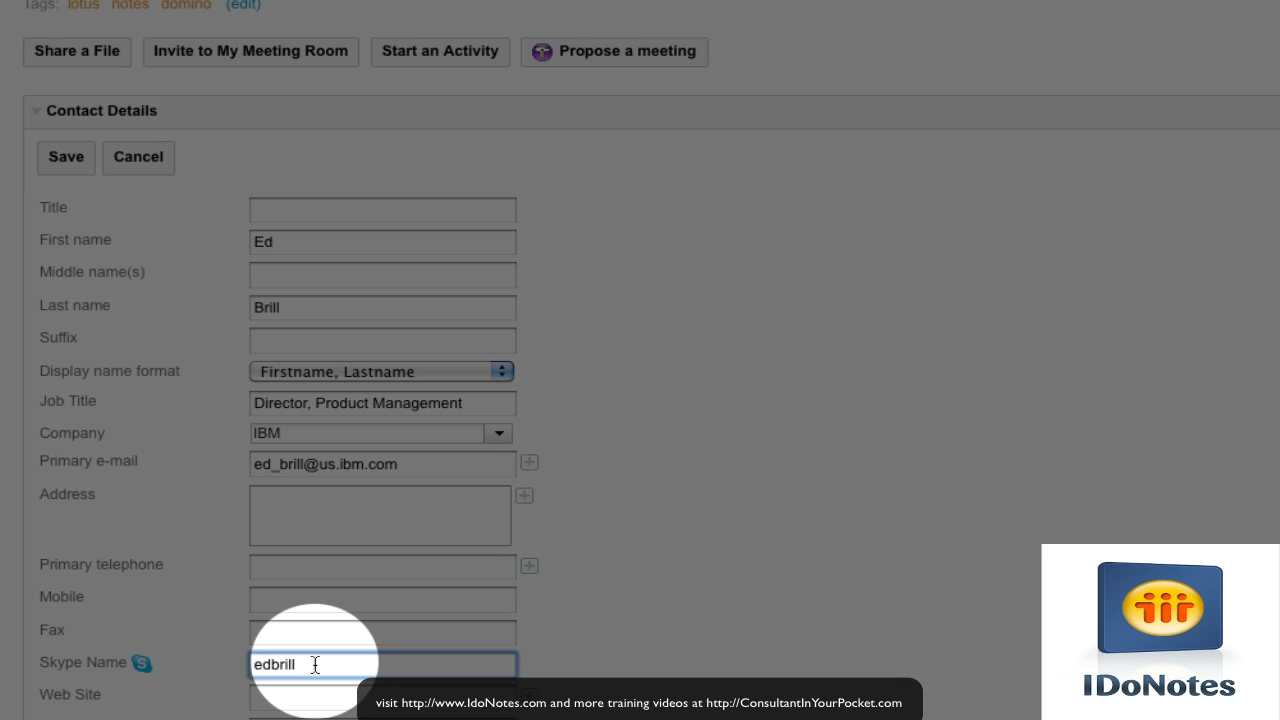 Tags: lotus notes domino (edit)
Share a File Invite to My Meeting Room Start an Activity Propose a meeting
Contact Details
Save Cancel
Title
First name Ed
Middle name(s)
Last name Brill
Suffix
Display name format Firstname, Lastname
Job Title Director, Product Management
Company IBM
Primary e-mail ed_brill@us.ibm.com
Address
Primary telephone
Mobile
Fax
Skype Name edbrill
Web Site
IDoNotes
visit http://www.IDoNotes.com and more training videos at http://ConsultantInYourPocket.com